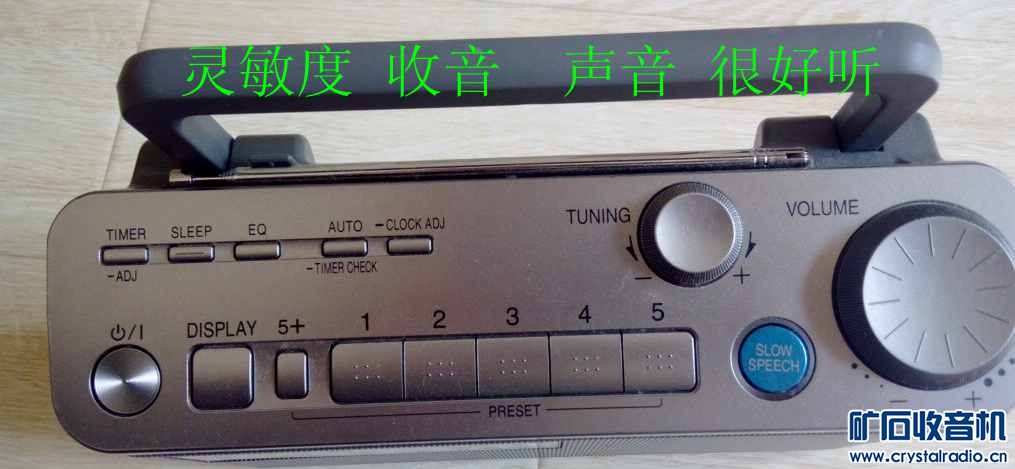 灵敏度 收音 声音 很好听
TUNING
VOLUME
TIMER SLEEP EQ AUTO –CLOCK ADJ
–ADJ
–TIMER CHECK
– +
⏻/I
DISPLAY 5+ 1 2 3 4 5
SLOW
SPEECH
– +
PRESET
矿石收音机
www.crystalradio.cn